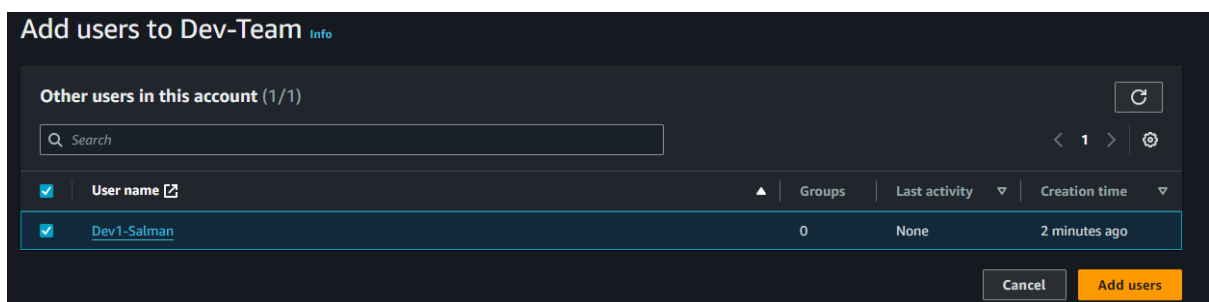 Add users to Dev-Team Info
Other users in this account (1/1)
Search
1
User name Groups Last activity Creation time
Dev1-Salman 0 None 2 minutes ago
Cancel Add users